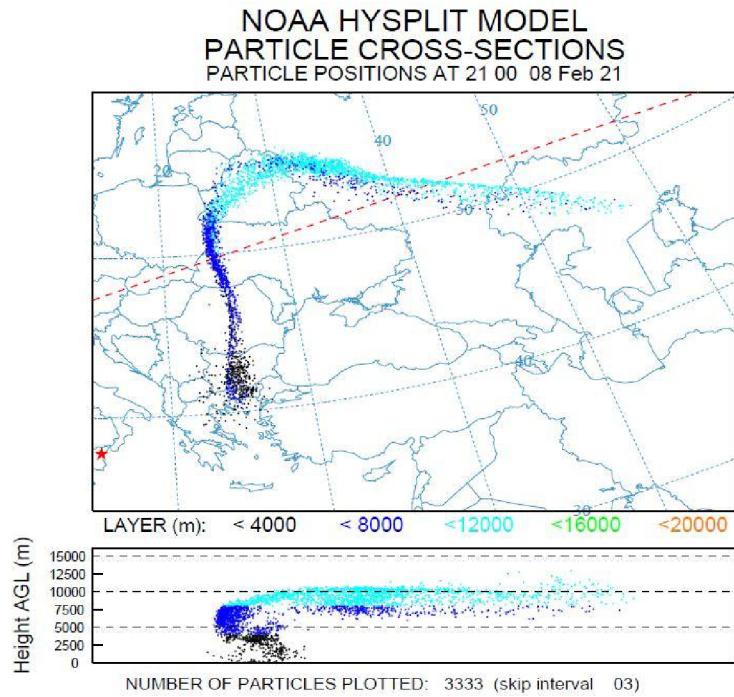 NOAA HYSPLIT MODEL
PARTICLE CROSS-SECTIONS
PARTICLE POSITIONS AT 21 00 08 Feb 21
50
40
20
50
40
30
LAYER (m): < 4000 < 8000 <12000 <16000 <20000
Height AGL (m)
15000
12500
10000
7500
5000
2500
0
NUMBER OF PARTICLES PLOTTED: 3333 (skip interval 03)